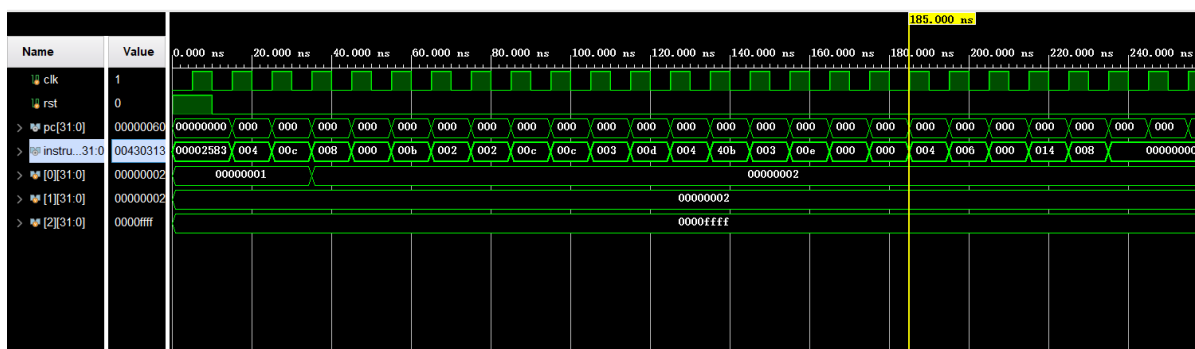 185.000 ns
Name Value 0.000 ns 20.000 ns 40.000 ns 60.000 ns 80.000 ns 100.000 ns 120.000 ns 140.000 ns 160.000 ns 180.000 ns 200.000 ns 220.000 ns 240.000 ns
clk 1
rst 0
pc[31:0] 00000060 00000000 000 000 000 000 000 000 000 000 000 000 000 000 000 000 000 000 000 000 000 000 000 000 000
instru...31:0 00430313 00002583 004 00c 008 000 00b 002 002 00c 00c 003 00d 004 40b 003 00e 000 000 004 006 000 014 008 00000000
[0][31:0] 00000002 00000001 00000002
[1][31:0] 00000002 00000002
[2][31:0] 0000ffff 0000ffff